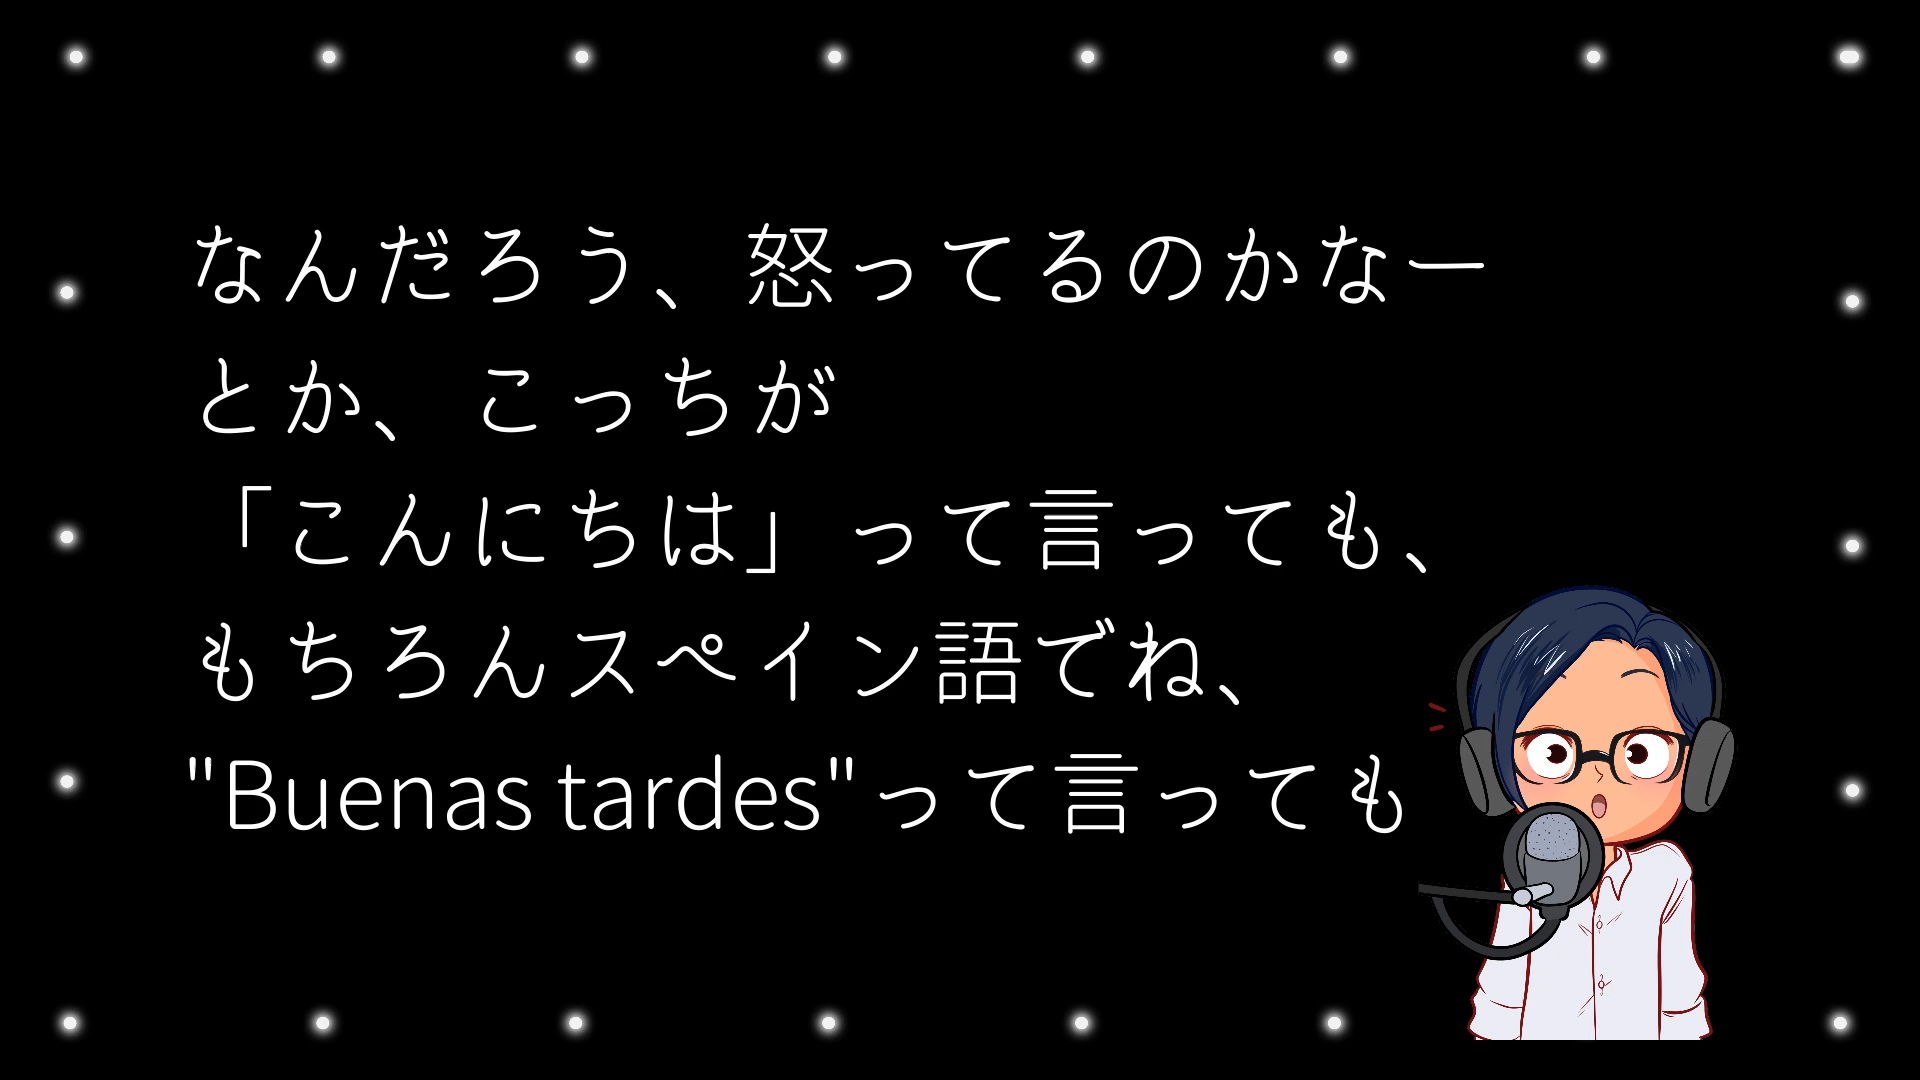 なんだろう、怒ってるのかなー
とか、こっちが
「こんにちは」って言っても、
もちろんスペイン語でね、
"Buenas tardes"って言っても